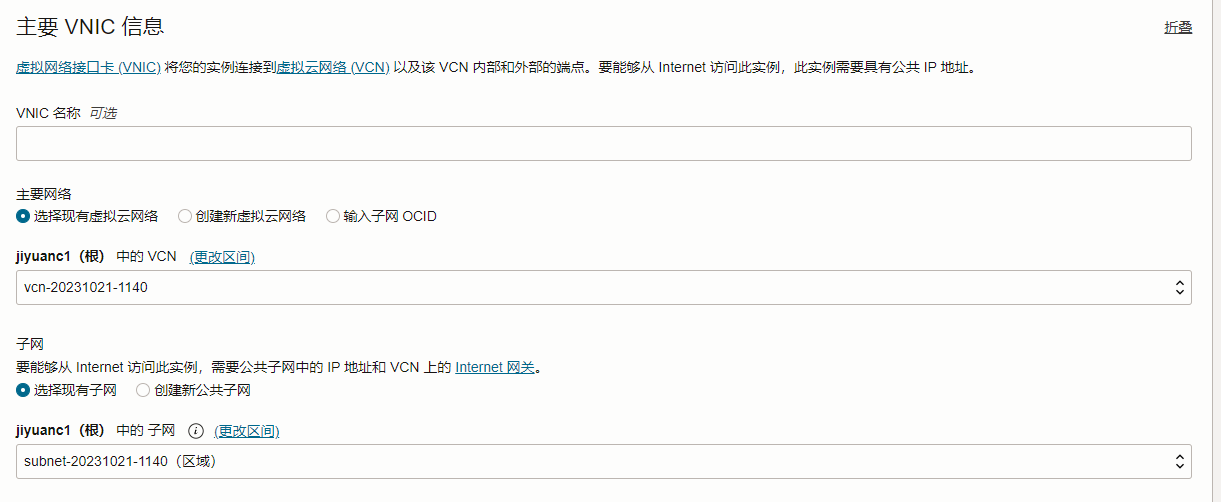 主要 VNIC 信息
折叠
虚拟网络接口卡 (VNIC) 将您的实例连接到虚拟云网络 (VCN) 以及该 VCN 内部和外部的端点。要能够从 Internet 访问此实例，此实例需要具有公共 IP 地址。
VNIC 名称 可选
主要网络
选择现有虚拟云网络 创建新虚拟云网络 输入子网 OCID
jiyuanc1（根） 中的 VCN (更改区间)
vcn-20231021-1140
子网
要能够从 Internet 访问此实例，需要公共子网中的 IP 地址和 VCN 上的 Internet 网关。
选择现有子网 创建新公共子网
jiyuanc1（根） 中的 子网 i (更改区间)
subnet-20231021-1140（区域）